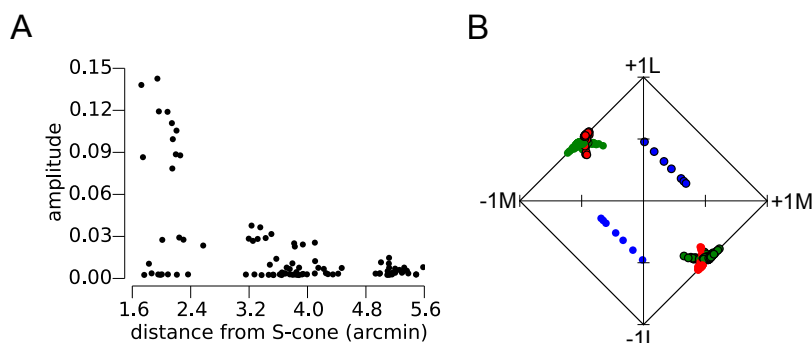 A
B
0.15
0.12
0.09
0.06
0.03
0.00
amplitude
1.6 2.4 3.2 4.0 4.8 5.6
distance from S-cone (arcmin)
+1L
-1M
+1M
-1L